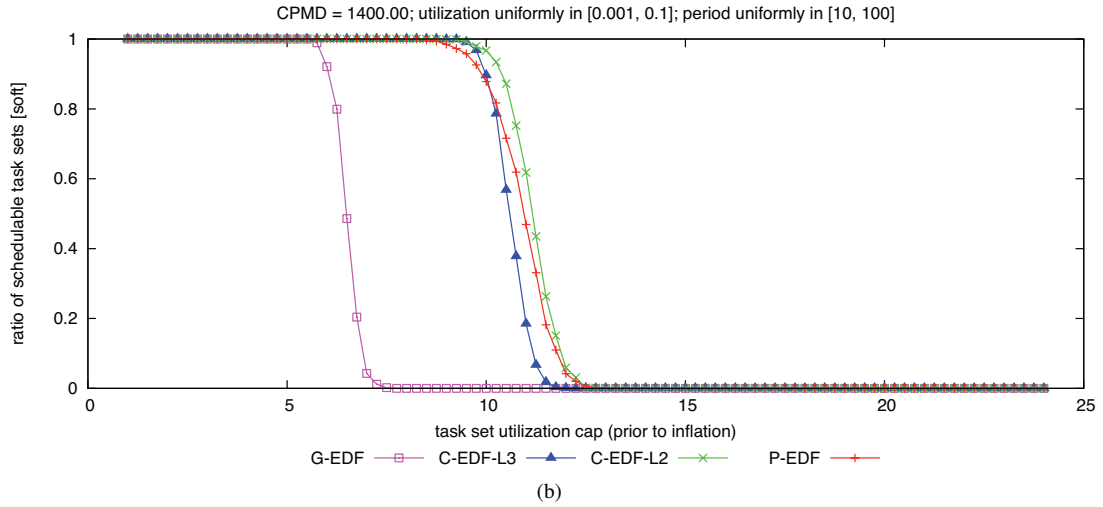 CPMD = 1400.00; utilization uniformly in [0.001, 0.1]; period uniformly in [10, 100]
ratio of schedulable task sets [soft]
1
0.8
0.6
0.4
0.2
0
0 5 10 15 20 25
task set utilization cap (prior to inflation)
G-EDF C-EDF-L3 C-EDF-L2 P-EDF
(b)